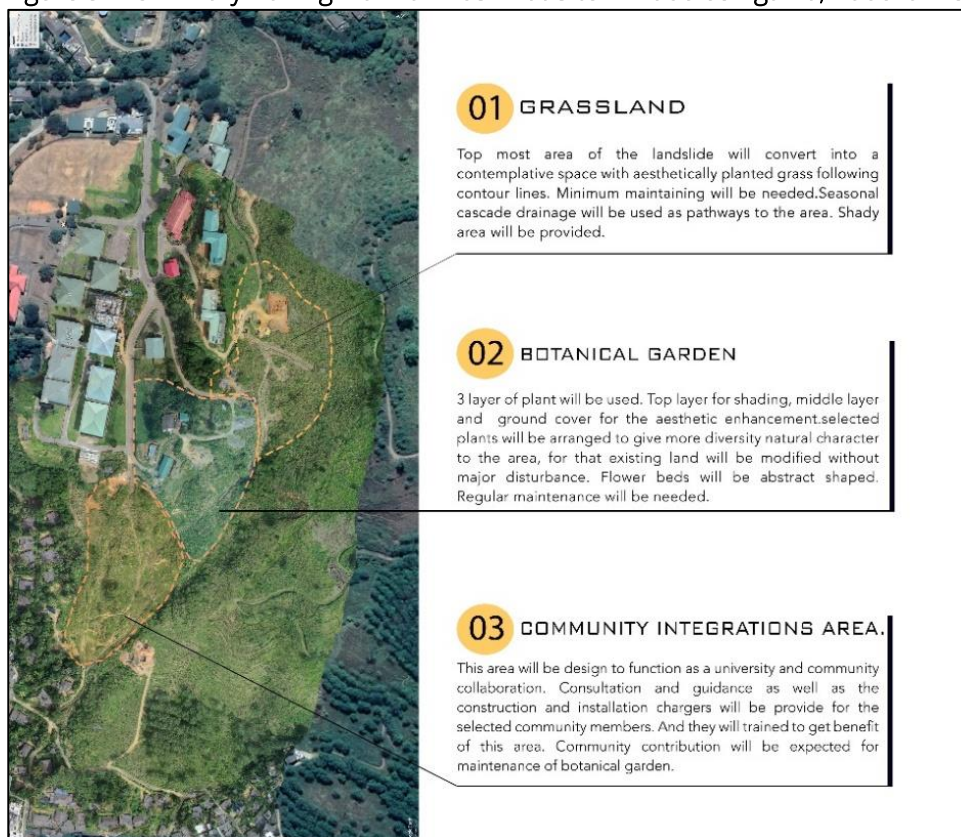 01 GRASSLAND
Top most area of the landslide will convert into a
contemplative space with aesthetically planted grass following
contour lines. Minimum maintaining will be needed.Seasonal
cascade drainage will be used as pathways to the area. Shady
area will be provided.
02 BOTANICAL GARDEN
3 layer of plant will be used. Top layer for shading, middle layer
and ground cover for the aesthetic enhancement.selected
plants will be arranged to give more diversity natural character
to the area, for that existing land will be modified without
major disturbance. Flower beds will be abstract shaped.
Regular maintenance will be needed.
03 COMMUNITY INTEGRATIONS AREA.
This area will be design to function as a university and community
collaboration. Consultation and guidance as well as the
construction and installation chargers will be provide for the
selected community members. And they will trained to get benefit
of this area. Community contribution will be expected for
maintenance of botanical garden.